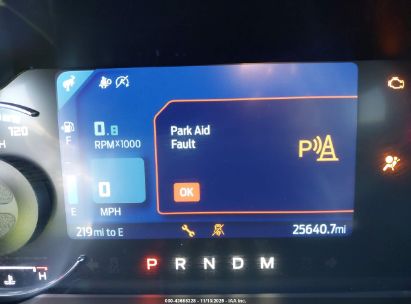 120
0.8
RPM×1000
F
0
MPH
E
Park Aid
Fault
P
OK
219 mi to E
25640.7mi
P R N D M
H